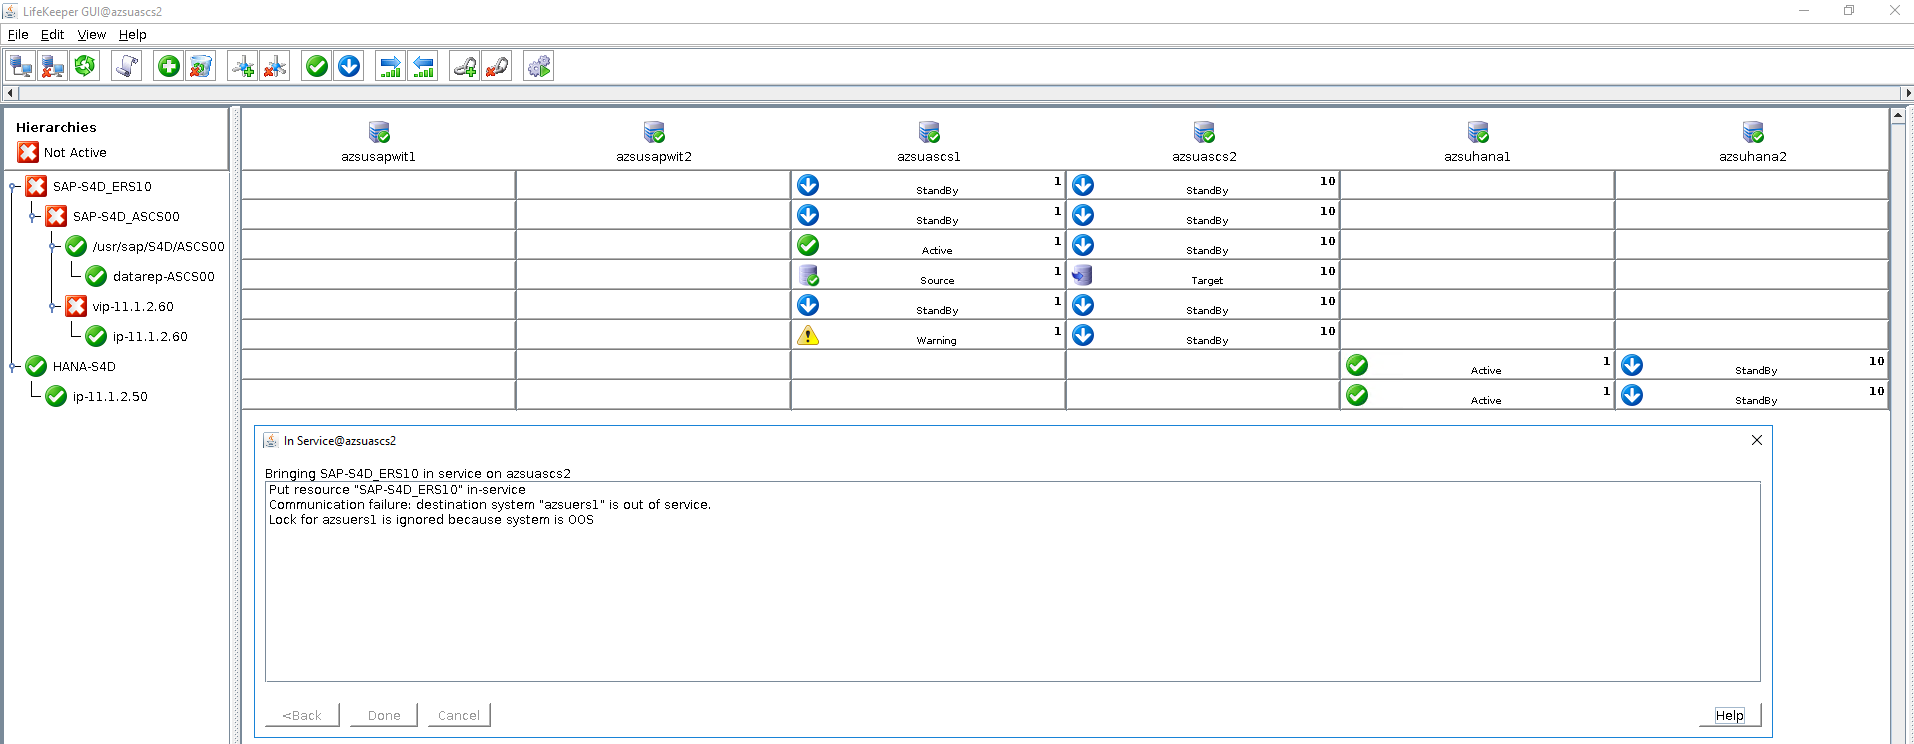 LifeKeeper GUI@azsuascs2
File Edit View Help
Hierarchies
Not Active
azsusapwit1 azsusapwit2 azsuascs1 azsuascs2 azsuhana1 azsuhana2
SAP-S4D_ERS10 StandBy 1 StandBy 10
SAP-S4D_ASCS00 StandBy 1 StandBy 10
/usr/sap/S4D/ASCS00 Active 1 StandBy 10
datarep-ASCS00 Source 1 Target 10
vip-11.1.2.60 StandBy 1 StandBy 10
ip-11.1.2.60 Warning 1 StandBy 10
HANA-S4D Active 1 StandBy 10
ip-11.1.2.50 Active 1 StandBy 10
In Service@azsuascs2
Bringing SAP-S4D_ERS10 in service on azsuascs2
Put resource "SAP-S4D_ERS10" in-service
Communication failure: destination system "azsuers1" is out of service.
Lock for azsuers1 is ignored because system is OOS
<Back Done Cancel Help